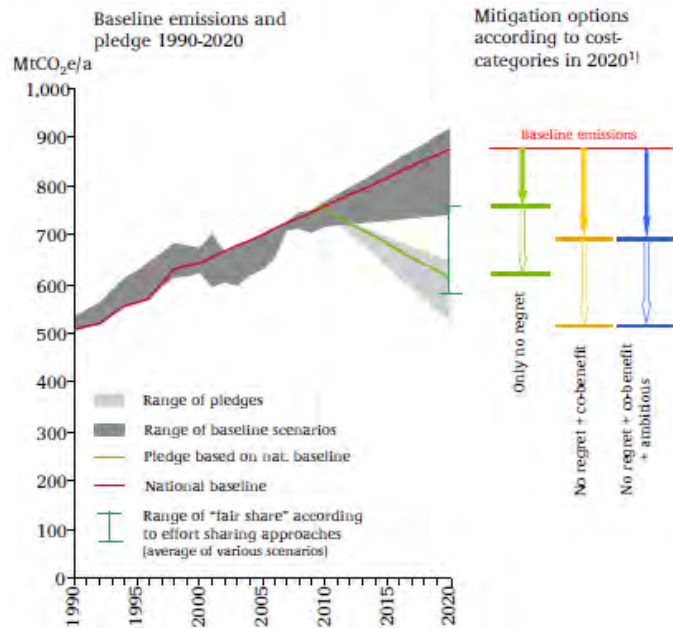 Baseline emissions and
pledge 1990-2020
MtCO₂e/a
1,000
900
800
700
600
500
400
300
200
100
0
1990
1995
2000
2005
2010
2015
2020
Range of pledges
Range of baseline scenarios
Pledge based on nat. baseline
National baseline
Range of "fair share" according
to effort sharing approaches
(average of various scenarios)
Mitigation options
according to cost-
categories in 2020¹⁾
Baseline emissions
Only no regret
No regret + co-benefit
No regret + co-benefit
+ ambitious